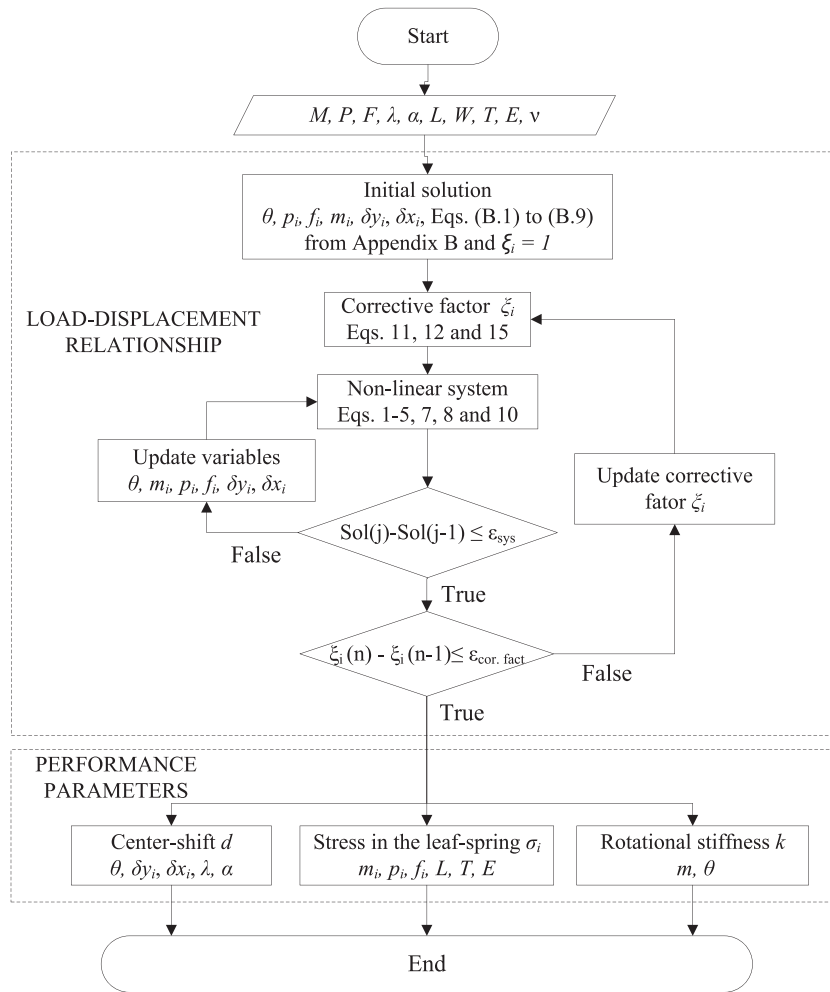 Start
M, P, F, λ, α, L, W, T, E, ν
Initial solution
θ, pᵢ, fᵢ, mᵢ, δyᵢ, δxᵢ, Eqs. (B.1) to (B.9)
from Appendix B and ξᵢ = 1
LOAD-DISPLACEMENT
RELATIONSHIP
Corrective factor ξᵢ
Eqs. 11, 12 and 15
Non-linear system
Eqs. 1-5, 7, 8 and 10
Update variables
θ, mᵢ, pᵢ, fᵢ, δyᵢ, δxᵢ
Update corrective
fator ξᵢ
Sol(j)-Sol(j-1) ≤ εsys
False
True
ξᵢ (n) - ξᵢ (n-1)≤ εcor. fact
False
True
PERFORMANCE
PARAMETERS
Center-shift d
θ, δyᵢ, δxᵢ, λ, α
Stress in the leaf-spring σᵢ
mᵢ, pᵢ, fᵢ, L, T, E
Rotational stiffness k
m, θ
End